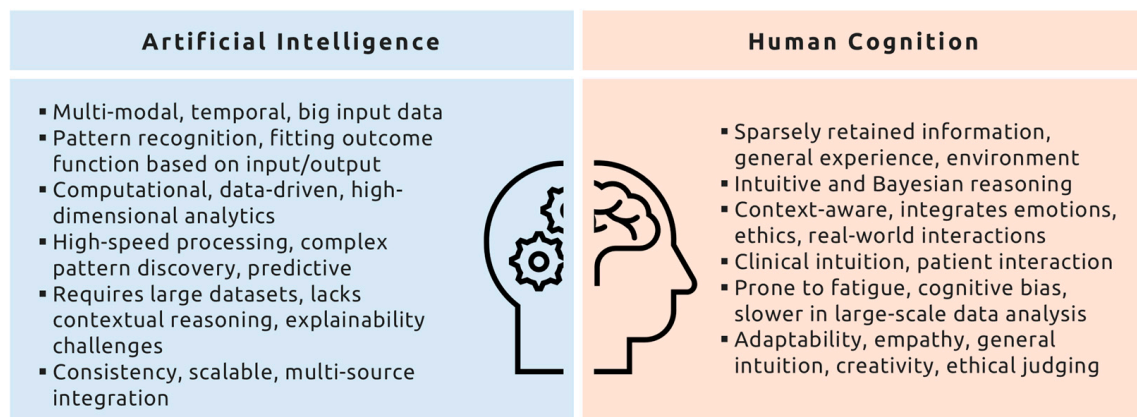 Artificial Intelligence
Human Cognition
▪ Multi-modal, temporal, big input data
▪ Pattern recognition, fitting outcome
function based on input/output
▪ Computational, data-driven, high-
dimensional analytics
▪ High-speed processing, complex
pattern discovery, predictive
▪ Requires large datasets, lacks
contextual reasoning, explainability
challenges
▪ Consistency, scalable, multi-source
integration
▪ Sparsely retained information,
general experience, environment
▪ Intuitive and Bayesian reasoning
▪ Context-aware, integrates emotions,
ethics, real-world interactions
▪ Clinical intuition, patient interaction
▪ Prone to fatigue, cognitive bias,
slower in large-scale data analysis
▪ Adaptability, empathy, general
intuition, creativity, ethical judging